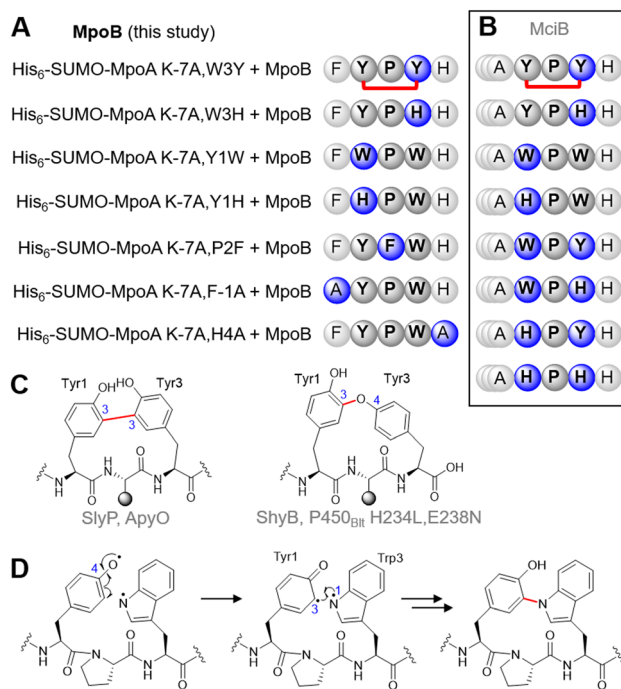 A MpoB (this study)
His6-SUMO-MpoA K-7A,W3Y + MpoB F Y P Y H
His6-SUMO-MpoA K-7A,W3H + MpoB F Y P H H
His6-SUMO-MpoA K-7A,Y1W + MpoB F W P W H
His6-SUMO-MpoA K-7A,Y1H + MpoB F H P W H
His6-SUMO-MpoA K-7A,P2F + MpoB F Y F W H
His6-SUMO-MpoA K-7A,F-1A + MpoB A Y P W H
His6-SUMO-MpoA K-7A,H4A + MpoB F Y P W A
B MciB
A Y P Y H
A Y P H H
A W P W H
A H P W H
A W P Y H
A W P H H
A H P Y H
A H P H H
C
Tyr1 OH HO Tyr3
3
3
N
H
O
H
N
O
N
H
O
SlyP, ApyO
OH
Tyr1 Tyr3
3 O 4
N
H
O
H
N
O
N
H
O
OH
ShyB, P450Blt H234L,E238N
D
4 O
N
N
H
O
N
O
N
H
O
Tyr1 O Trp3
3 1
N
N
H
O
N
O
N
H
O
OH
N
N
H
O
N
O
N
H
O